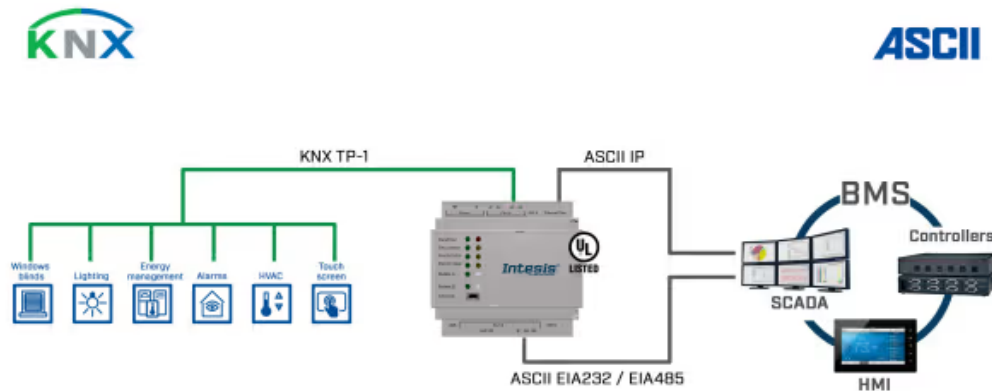 KNX
ASCII
KNX TP-1
ASCII IP
BMS
Windows
blinds
Lighting
Energy
management
Alarms
HVAC
Touch
screen
Intesis
UL
LISTED
Controllers
SCADA
HMI
ASCII EIA232 / EIA485